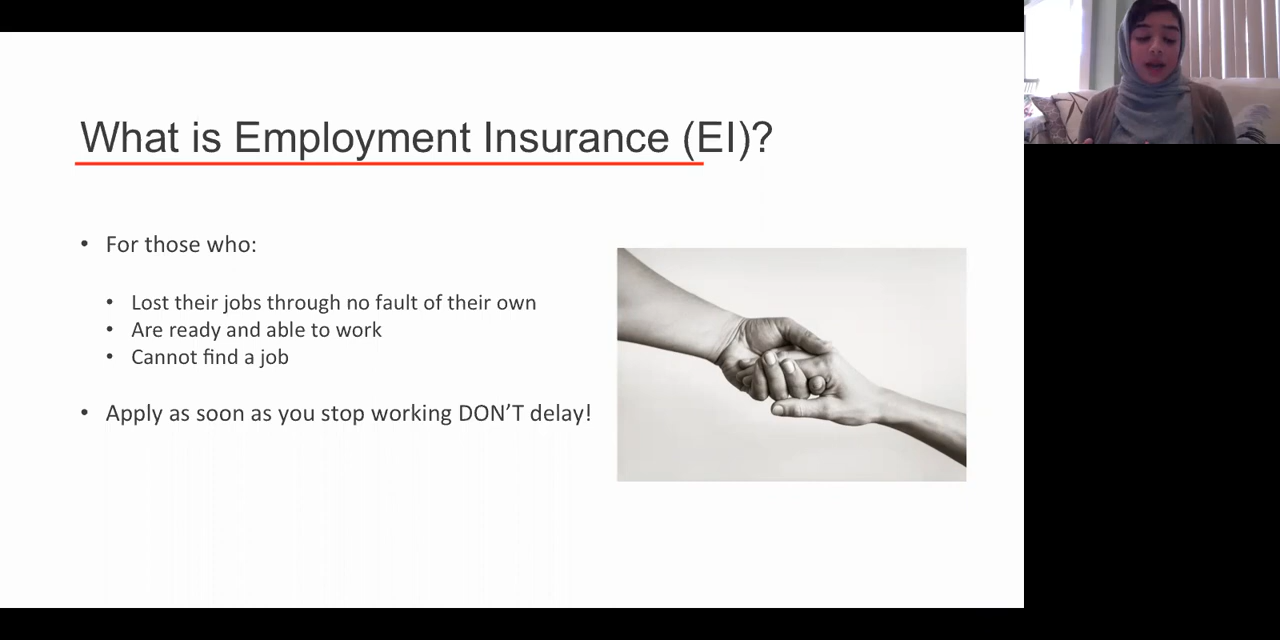 What is Employment Insurance (EI)?
• For those who:
• Lost their jobs through no fault of their own
• Are ready and able to work
• Cannot find a job
• Apply as soon as you stop working DON’T delay!